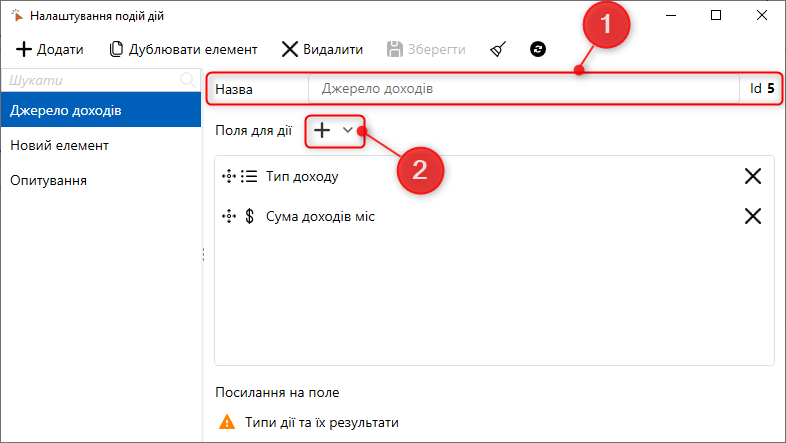 Налаштування подій дій
Додати Дублювати елемент Видалити Зберегти
1
Шукати
Назва Джерело доходів Id 5
Джерело доходів
Поля для дії
Новий елемент
2
Опитування
Тип доходу
$ Сума доходів міс
Посилання на поле
Типи дії та їх результати